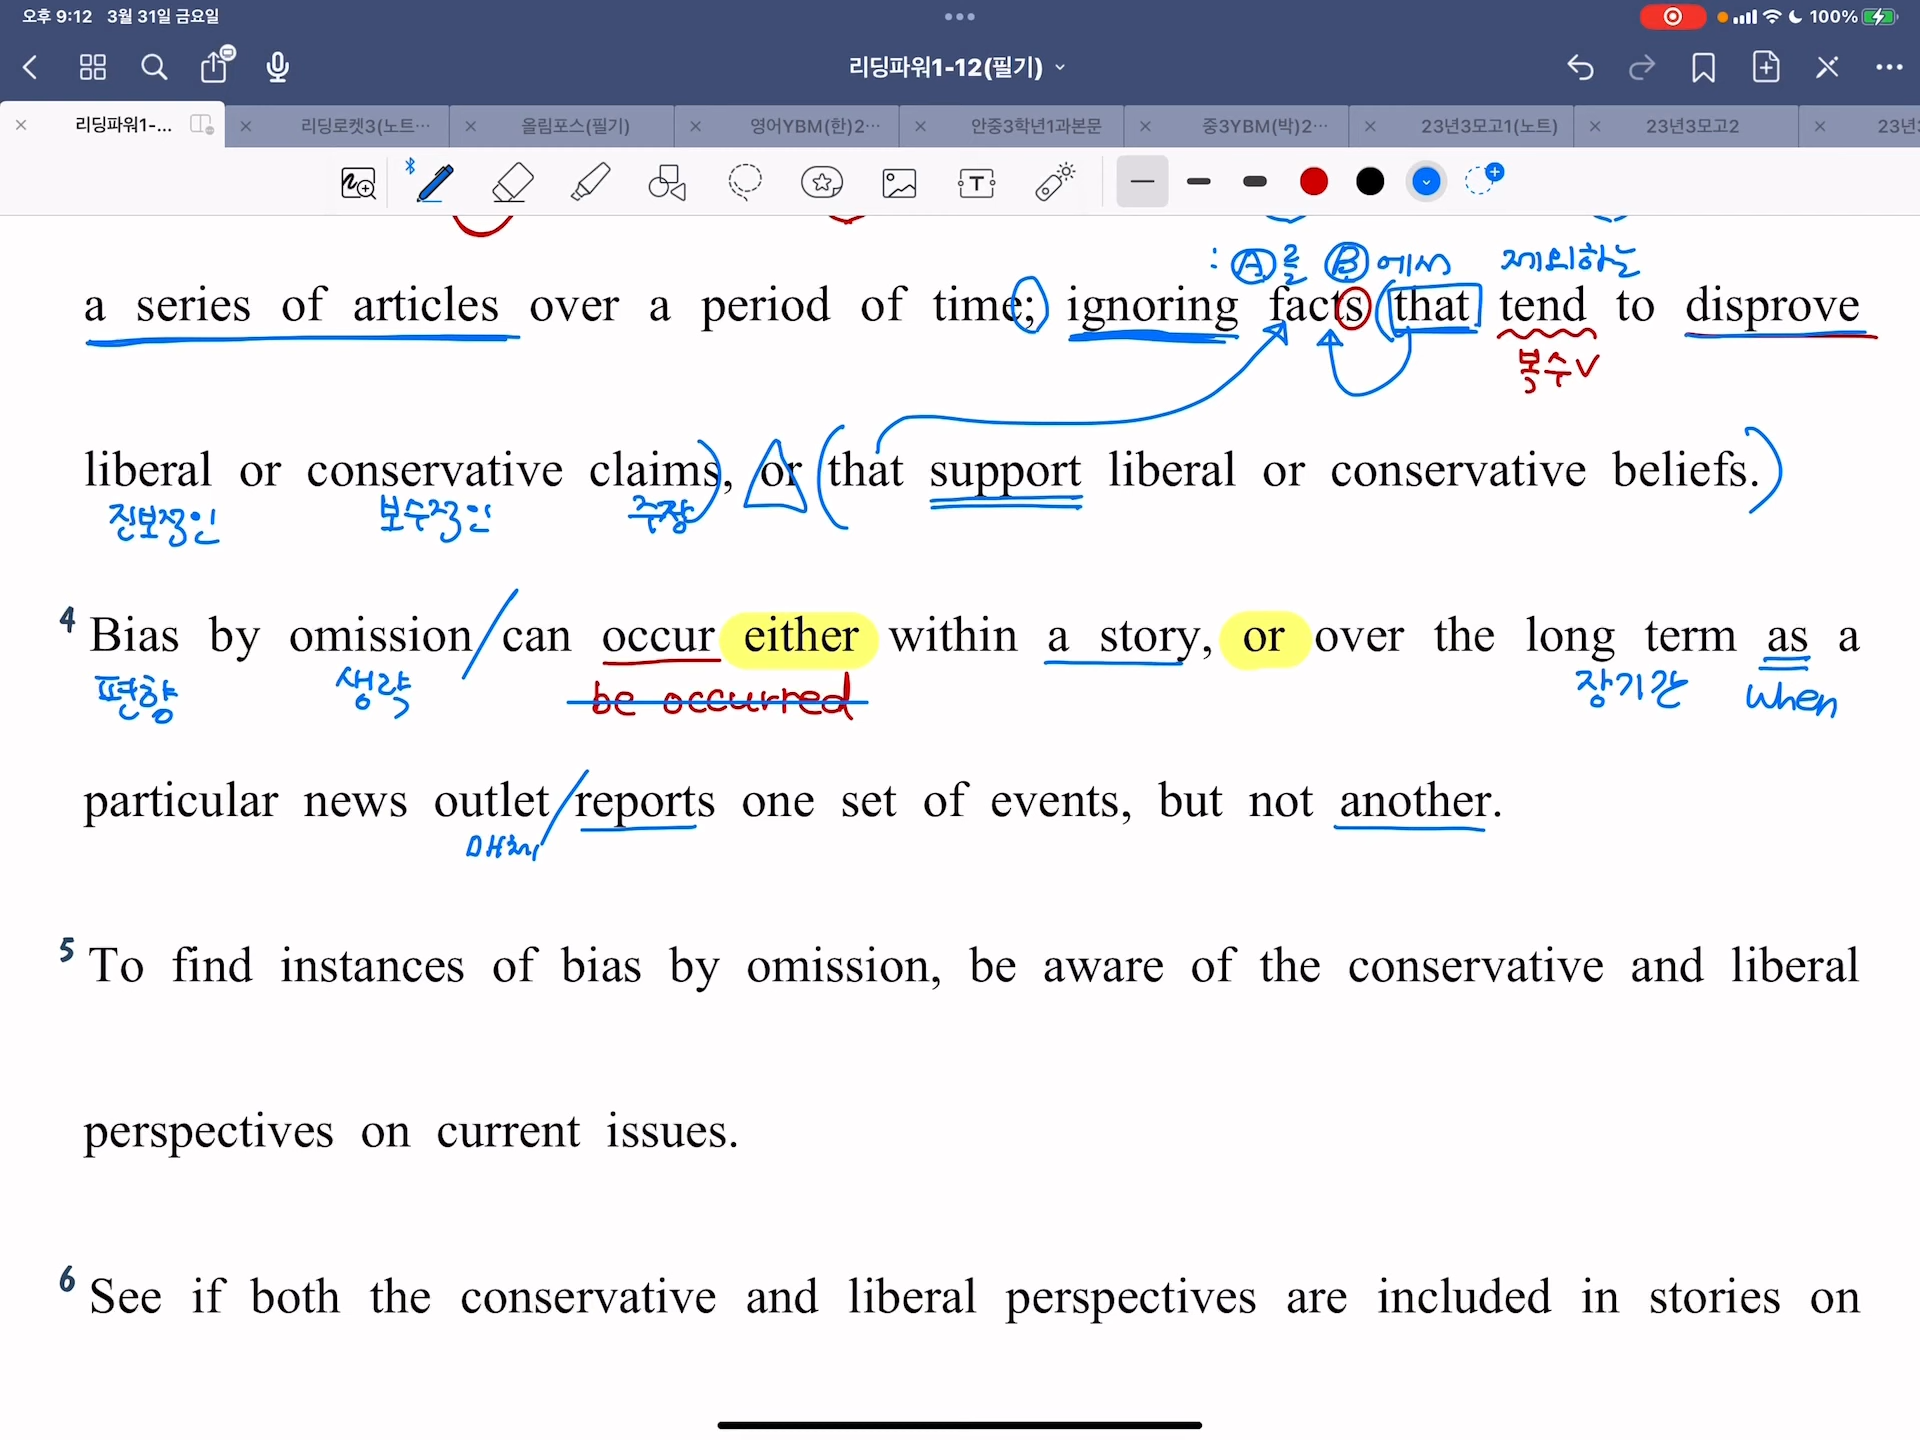 오후 9:12 3월 31일 금요일
100%
리딩파워1-12(필기)
리딩파워1-...
리딩로켓3(노트...
올림포스(필기)
영어YBM(한)2...
안중3학년1과본문
중3YBM(박)2...
23년3모고1(노트)
23년3모고2
23년
: A를 B에서 제외하는
a series of articles over a period of time; ignoring facts that tend to disprove
복수V
liberal or conservative claims, or that support liberal or conservative beliefs.
진보적인 보수적인 주장
4 Bias by omission can occur either within a story, or over the long term as a
편향 생략 be occurred 장기간 when
particular news outlet reports one set of events, but not another.
매체
5 To find instances of bias by omission, be aware of the conservative and liberal
perspectives on current issues.
6 See if both the conservative and liberal perspectives are included in stories on